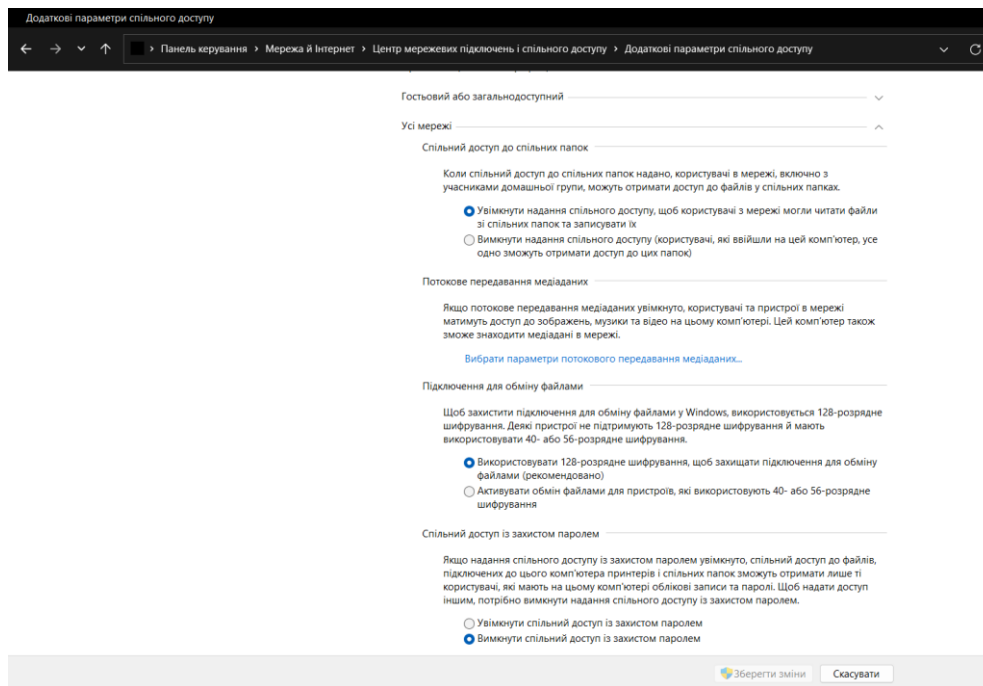 Додаткові параметри спільного доступу
Панель керування > Мережа й Інтернет > Центр мережевих підключень і спільного доступу > Додаткові параметри спільного доступу
Гостьовий або загальнодоступний
Усі мережі
Спільний доступ до спільних папок
Коли спільний доступ до спільних папок надано, користувачі в мережі, включно з
учасниками домашньої групи, можуть отримати доступ до файлів у спільних папках.
Увімкнути надання спільного доступу, щоб користувачі з мережі могли читати файли
зі спільних папок та записувати їх
Вимкнути надання спільного доступу (користувачі, які ввійшли на цей комп'ютер, усе
одно зможуть отримати доступ до цих папок)
Потокове передавання медіаданих
Якщо потокове передавання медіаданих увімкнуто, користувачі та пристрої в мережі
матимуть доступ до зображень, музики та відео на цьому комп'ютері. Цей комп'ютер також
зможе знаходити медіадані в мережі.
Вибрати параметри потокового передавання медіаданих...
Підключення для обміну файлами
Щоб захистити підключення для обміну файлами у Windows, використовується 128-розрядне
шифрування. Деякі пристрої не підтримують 128-розрядне шифрування й мають
використовувати 40- або 56-розрядне шифрування.
Використовувати 128-розрядне шифрування, щоб захищати підключення для обміну
файлами (рекомендовано)
Активувати обмін файлами для пристроїв, які використовують 40- або 56-розрядне
шифрування
Спільний доступ із захистом паролем
Якщо надання спільного доступу із захистом паролем увімкнуто, спільний доступ до файлів,
підключених до цього комп'ютера принтерів і спільних папок зможуть отримати лише ті
користувачі, які мають на цьому комп'ютері облікові записи та паролі. Щоб надати доступ
іншим, потрібно вимкнути надання спільного доступу із захистом паролем.
Увімкнути спільний доступ із захистом паролем
Вимкнути спільний доступ із захистом паролем
Зберегти зміни
Скасувати